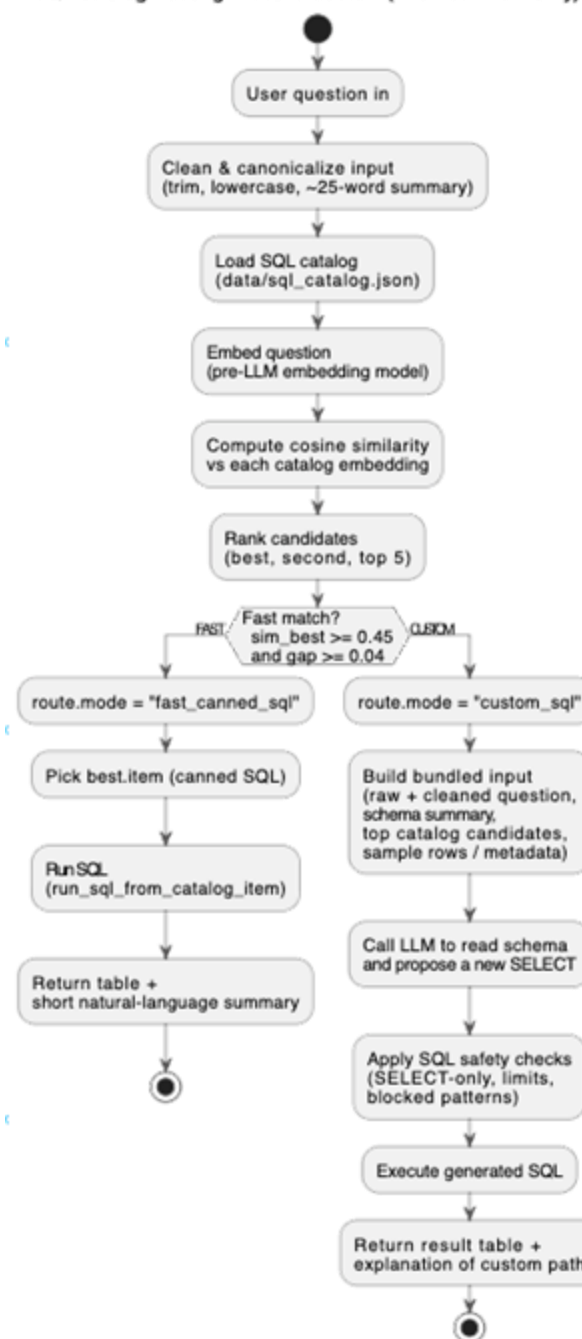 User question in
Clean & canonicalize input
(trim, lowercase, ~25-word summary)
Load SQL catalog
(data/sql_catalog.json)
Embed question
(pre-LLM embedding model)
Compute cosine similarity
vs each catalog embedding
Rank candidates
(best, second, top 5)
Fast match?
sim_best >= 0.45
and gap >= 0.04
FAST
CUSTOM
route.mode = "fast_canned_sql"
Pick best.item (canned SQL)
Run SQL
(run_sql_from_catalog_item)
Return table +
short natural-language summary
route.mode = "custom_sql"
Build bundled input
(raw + cleaned question,
schema summary,
top catalog candidates,
sample rows / metadata)
Call LLM to read schema
and propose a new SELECT
Apply SQL safety checks
(SELECT-only, limits,
blocked patterns)
Execute generated SQL
Return result table +
explanation of custom path